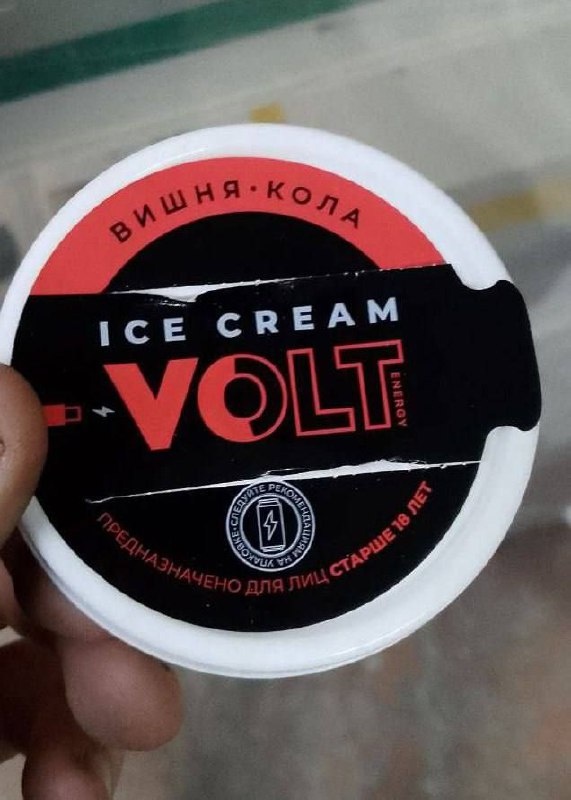 ВИШНЯ·КОЛА
ICE CREAM
VOLT
ENERGY
СЛЕДУЙТЕ РЕКОМЕНДАЦИЯМ НА УПАКОВКЕ·
ПРЕДНАЗНАЧЕНО ДЛЯ ЛИЦ СТАРШЕ 18 ЛЕТ